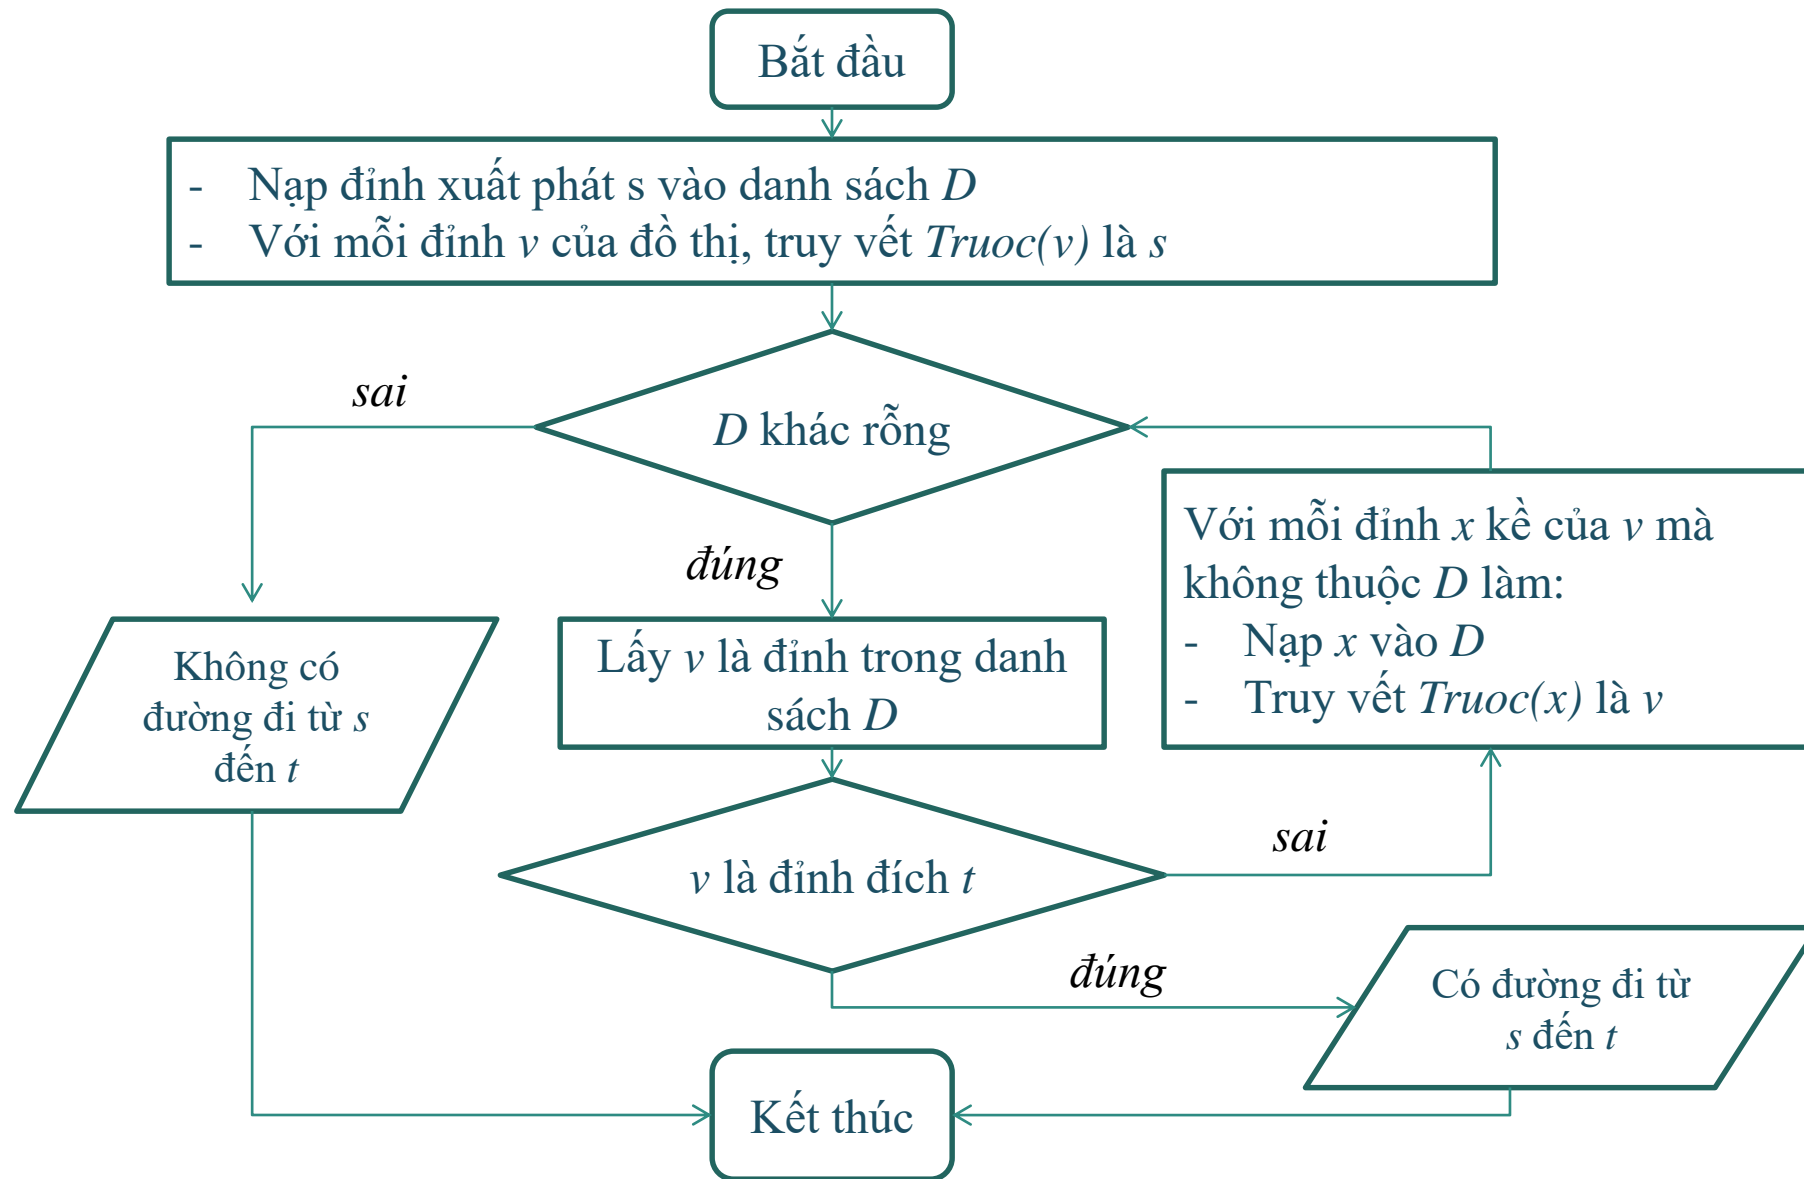 Bắt đầu
- Nạp đỉnh xuất phát s vào danh sách D
- Với mỗi đỉnh v của đồ thị, truy vết Truoc(v) là s
sai
D khác rỗng
đúng
Với mỗi đỉnh x kề của v mà
không thuộc D làm:
- Nạp x vào D
- Truy vết Truoc(x) là v
Không có
đường đi từ s
đến t
Lấy v là đỉnh trong danh
sách D
v là đỉnh đích t
sai
đúng
Có đường đi từ
s đến t
Kết thúc